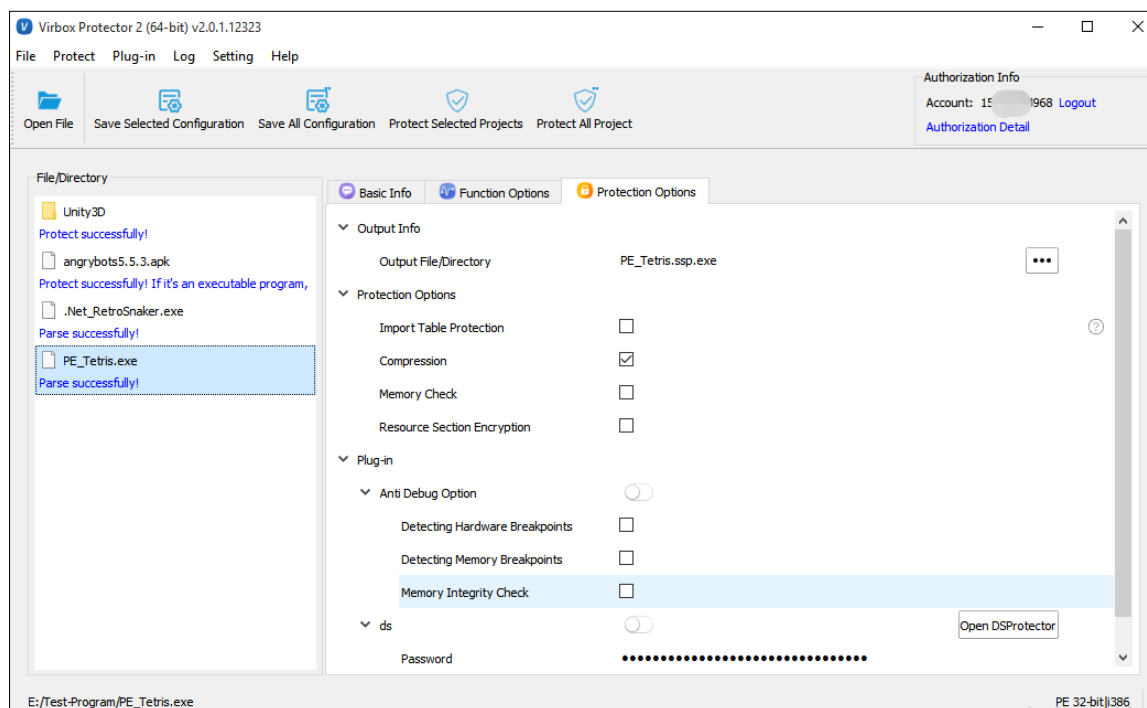 Virbox Protector 2 (64-bit) v2.0.1.12323
File Protect Plug-in Log Setting Help
Authorization Info
Account: 15 968 Logout
Authorization Detail
Open File Save Selected Configuration Save All Configuration Protect Selected Projects Protect All Project
File/Directory
Unity3D
Protect successfully!
angrybots5.5.3.apk
Protect successfully! If it's an executable program,
.Net_RetroSnaker.exe
Parse successfully!
PE_Tetris.exe
Parse successfully!
Basic Info Function Options Protection Options
Output Info
Output File/Directory PE_Tetris.ssp.exe •••
Protection Options
Import Table Protection ?
Compression
Memory Check
Resource Section Encryption
Plug-in
Anti Debug Option
Detecting Hardware Breakpoints
Detecting Memory Breakpoints
Memory Integrity Check
ds Open DSProtector
Password ••••••••••••••••••••••••••••••••
E:/Test-Program/PE_Tetris.exe PE 32-bit|i386